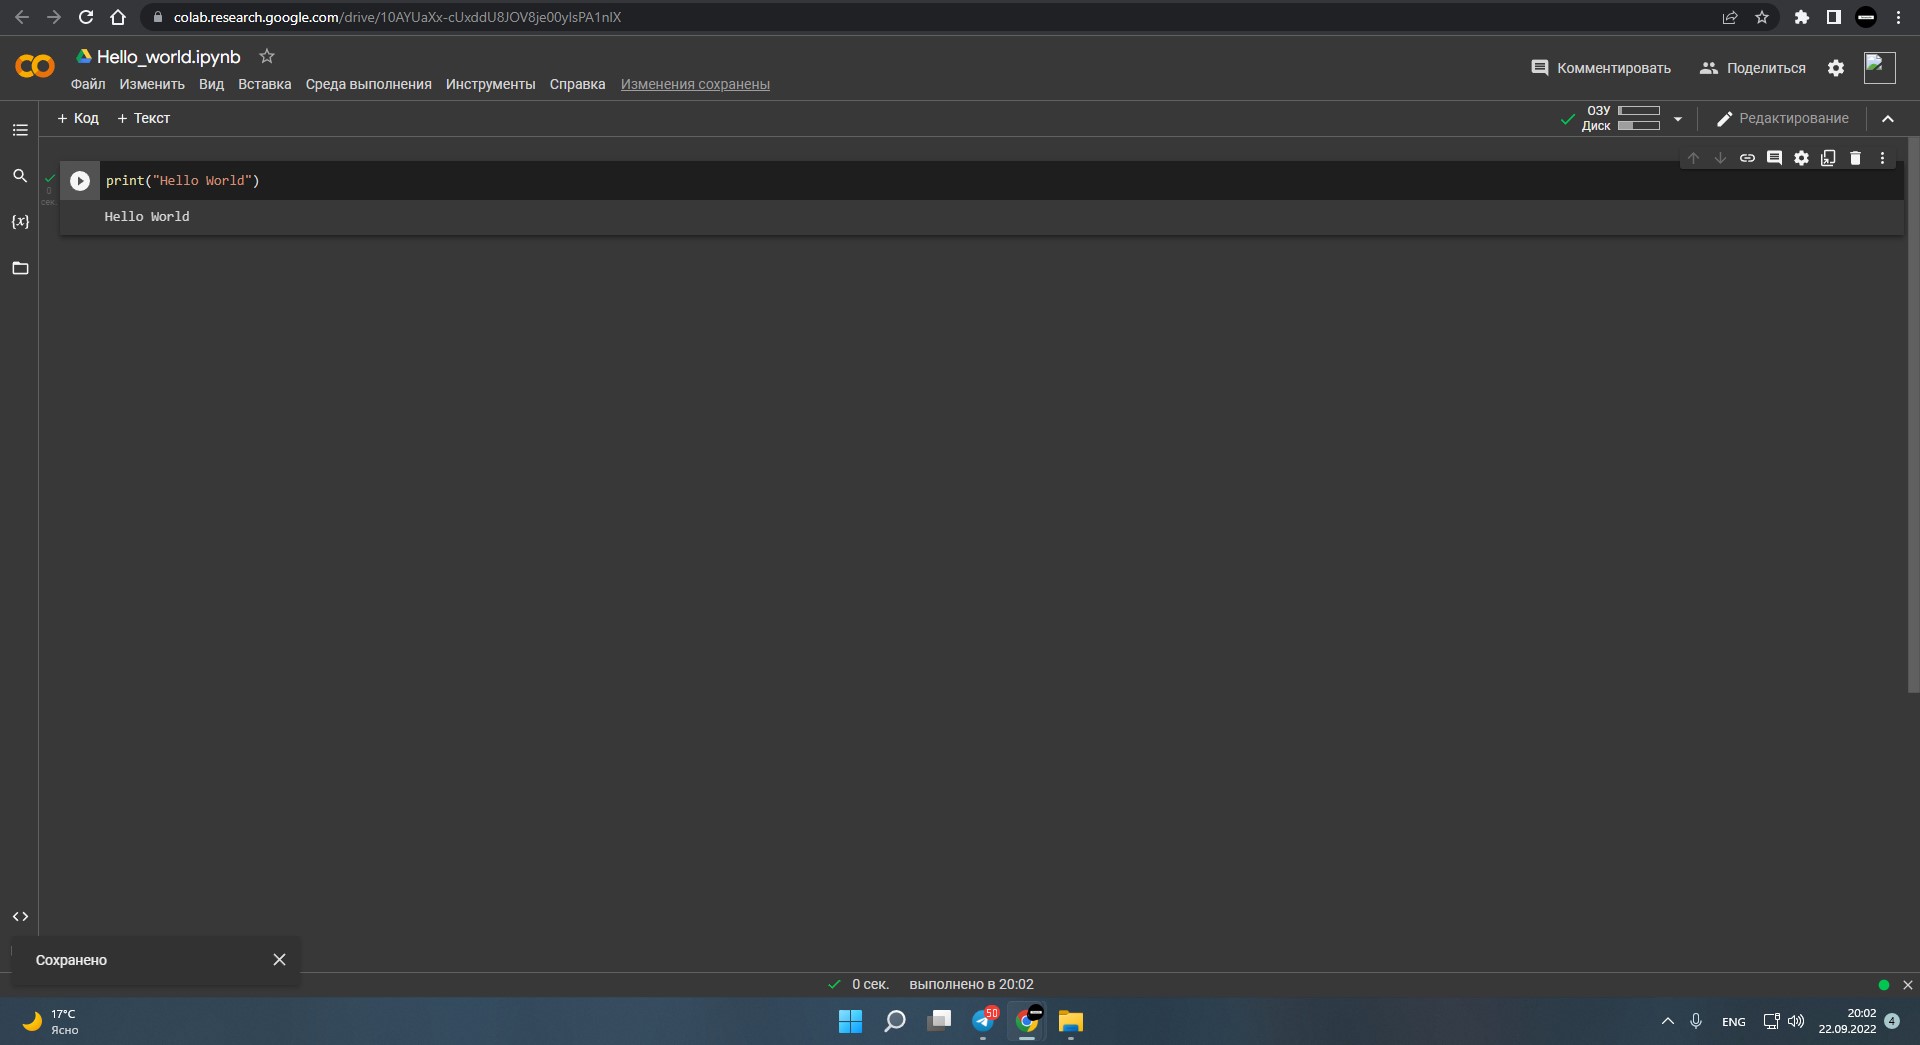 colab.research.google.com/drive/10AYUaXx-cUxddU8JOV8je00ylsPA1nlX
Hello_world.ipynb
Файл Изменить Вид Вставка Среда выполнения Инструменты Справка Изменения сохранены
Комментировать Поделиться
+ Код + Текст
ОЗУ
Диск
Редактирование
{x}
print("Hello World")
0
сек.
Hello World
<>
Сохранено
0 сек. выполнено в 20:02
17°C
Ясно
50
ENG
20:02
22.09.2022
4